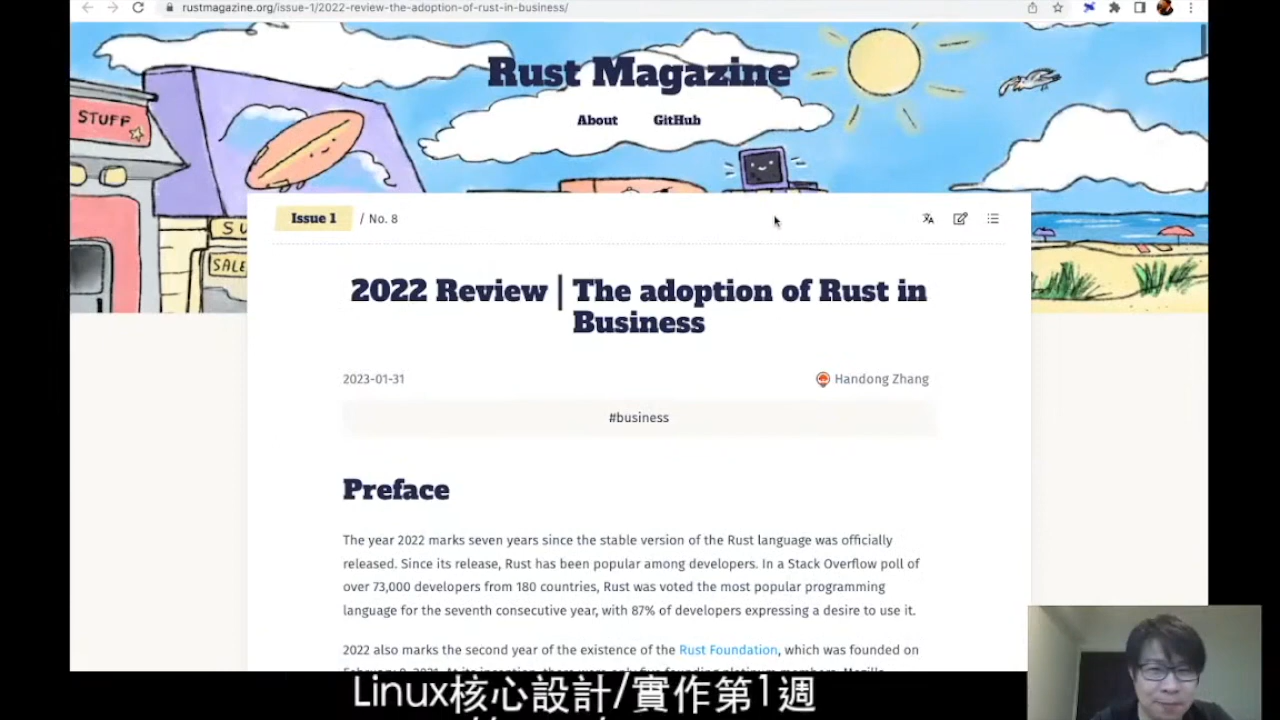 rustmagazine.org/issue-1/2022-review-the-adoption-of-rust-in-business/
Rust Magazine
About GitHub
STUFF
SALE
Issue 1 / No. 8
2022 Review | The adoption of Rust in
Business
2023-01-31 Handong Zhang
#business
Preface
The year 2022 marks seven years since the stable version of the Rust language was officially
released. Since its release, Rust has been popular among developers. In a Stack Overflow poll of
over 73,000 developers from 180 countries, Rust was voted the most popular programming
language for the seventh consecutive year, with 87% of developers expressing a desire to use it.
2022 also marks the second year of the existence of the Rust Foundation, which was founded on
Linux核心設計/實作第1週